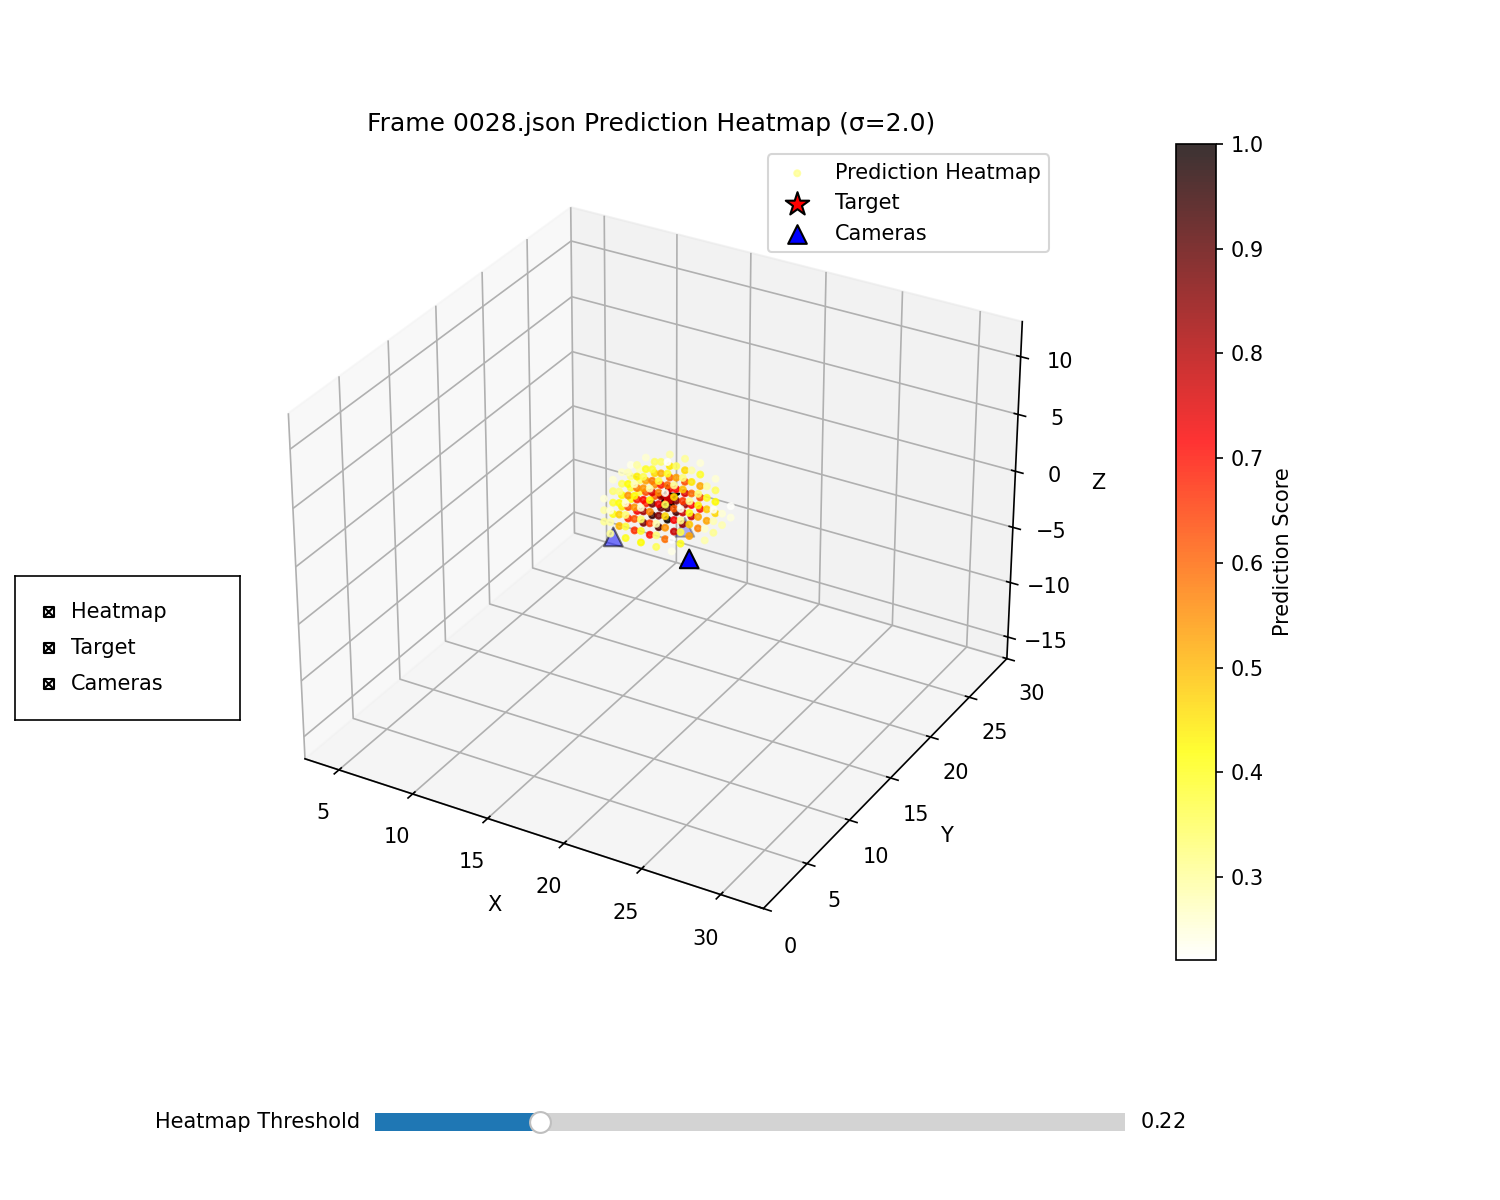 Frame 0028.json Prediction Heatmap (σ=2.0)
Prediction Heatmap
Target
Cameras
10
5
0
−5
−10
−15
Z
30
25
20
15
10
5
0
Y
5
10
15
20
25
30
X
1.0
0.9
0.8
0.7
0.6
0.5
0.4
0.3
Prediction Score
Heatmap
Target
Cameras
Heatmap Threshold 0.22